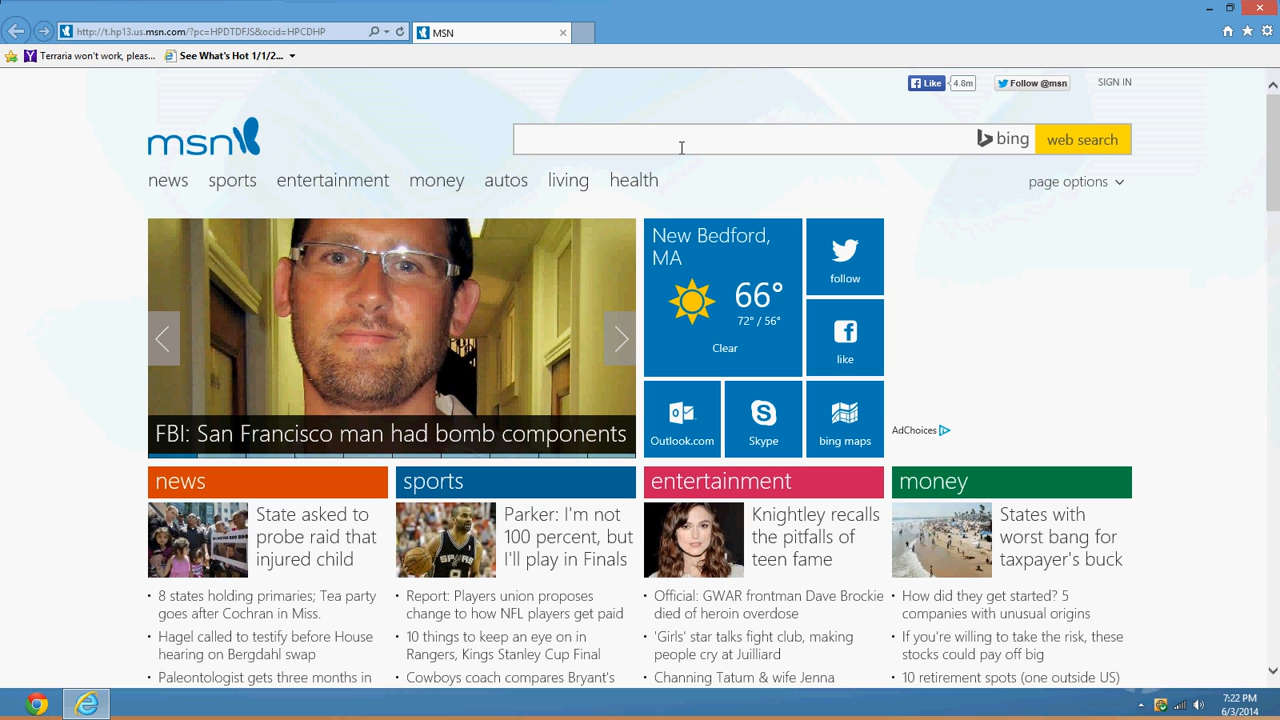 http://t.hp13.us.msn.com/?pc=HPDTDFJS&ocid=HPCDHP
MSN
Terraria won't work, pleas...
See What's Hot 1/1/2...
Like
4.8m
Follow @msn
SIGN IN
msn
bing
web search
news
sports
entertainment
money
autos
living
health
page options
FBI: San Francisco man had bomb components
New Bedford,
MA
66°
72° / 56°
Clear
follow
like
Outlook.com
Skype
bing maps
AdChoices
news
State asked to
probe raid that
injured child
8 states holding primaries; Tea party
goes after Cochran in Miss.
Hagel called to testify before House
hearing on Bergdahl swap
Paleontologist gets three months in
sports
SPURS
Parker: I'm not
100 percent, but
I'll play in Finals
Report: Players union proposes
change to how NFL players get paid
10 things to keep an eye on in
Rangers, Kings Stanley Cup Final
Cowboys coach compares Bryant's
entertainment
Knightley recalls
the pitfalls of
teen fame
Official: GWAR frontman Dave Brockie
died of heroin overdose
'Girls' star talks fight club, making
people cry at Juilliard
Channing Tatum & wife Jenna
money
States with
worst bang for
taxpayer's buck
How did they get started? 5
companies with unusual origins
If you're willing to take the risk, these
stocks could pay off big
10 retirement spots (one outside US)
7:22 PM
6/3/2014